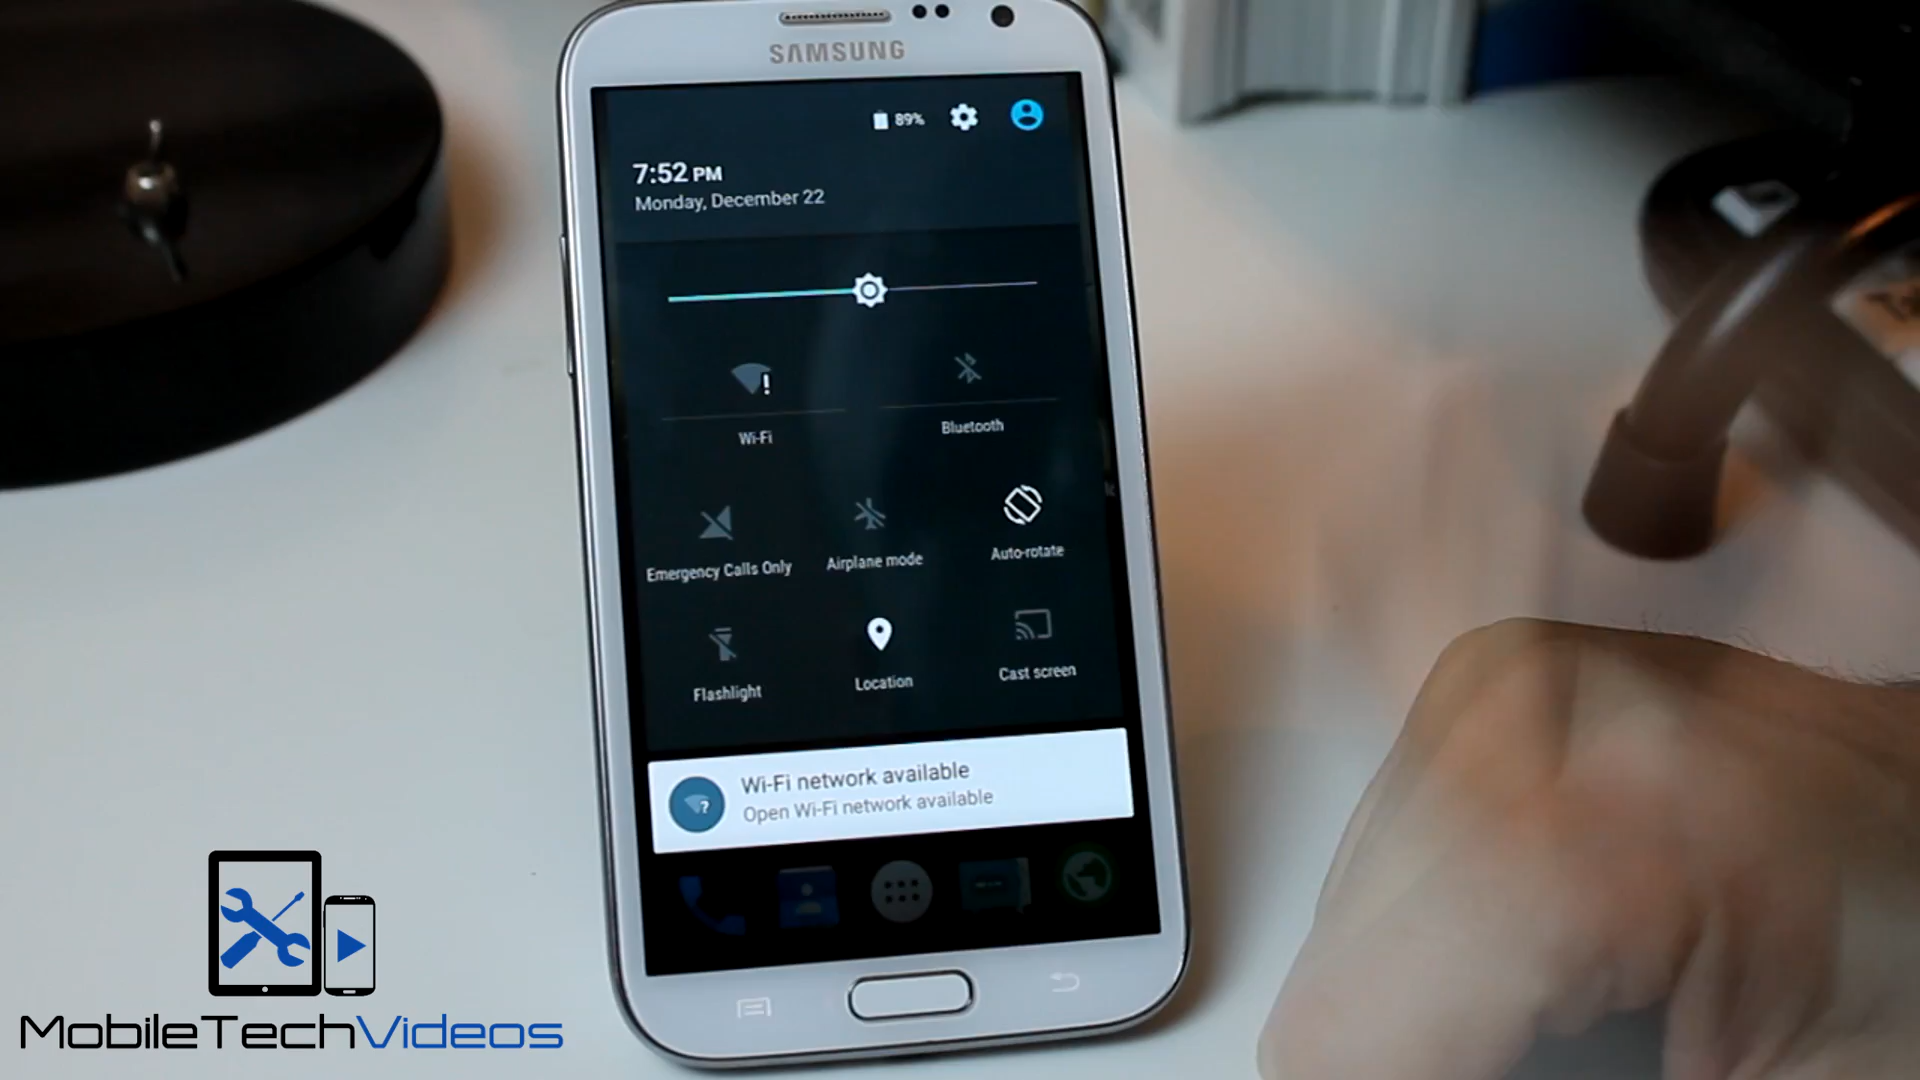 SAMSUNG
89%
7:52 PM
Monday, December 22
Wi-Fi
Bluetooth
Emergency Calls Only
Airplane mode
Auto-rotate
Flashlight
Location
Cast screen
Wi-Fi network available
Open Wi-Fi network available
MobileTechVideos